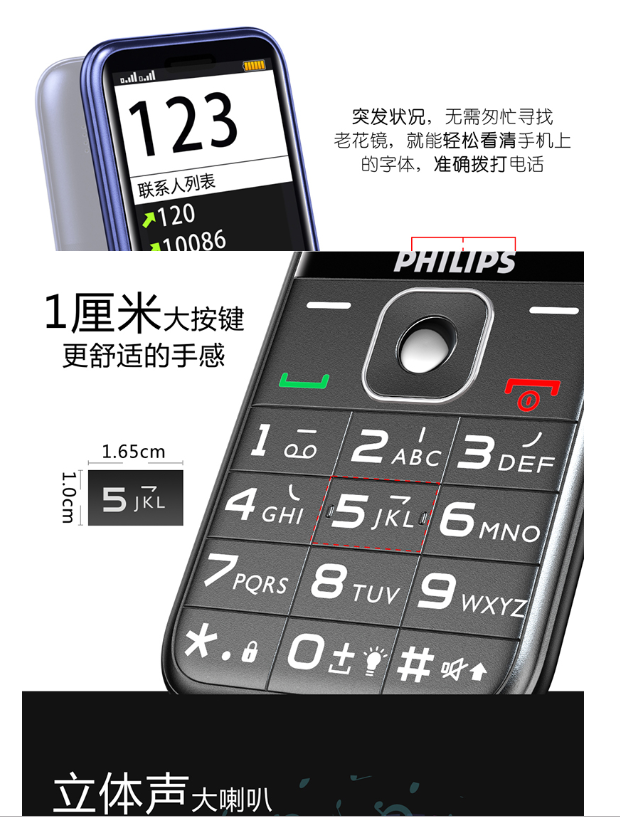 123
联系人列表
120
10086
突发状况，无需匆忙寻找
老花镜，就能轻松看清手机上
的字体，准确拨打电话
PHILIPS
1厘米大按键
更舒适的手感
1.65cm
1.0cm
5 JKL
1
2 ABC
3 DEF
4 GHI
5 JKL
6 MNO
7 PQRS
8 TUV
9 WXYZ
*.
0 ±
#
立体声大喇叭